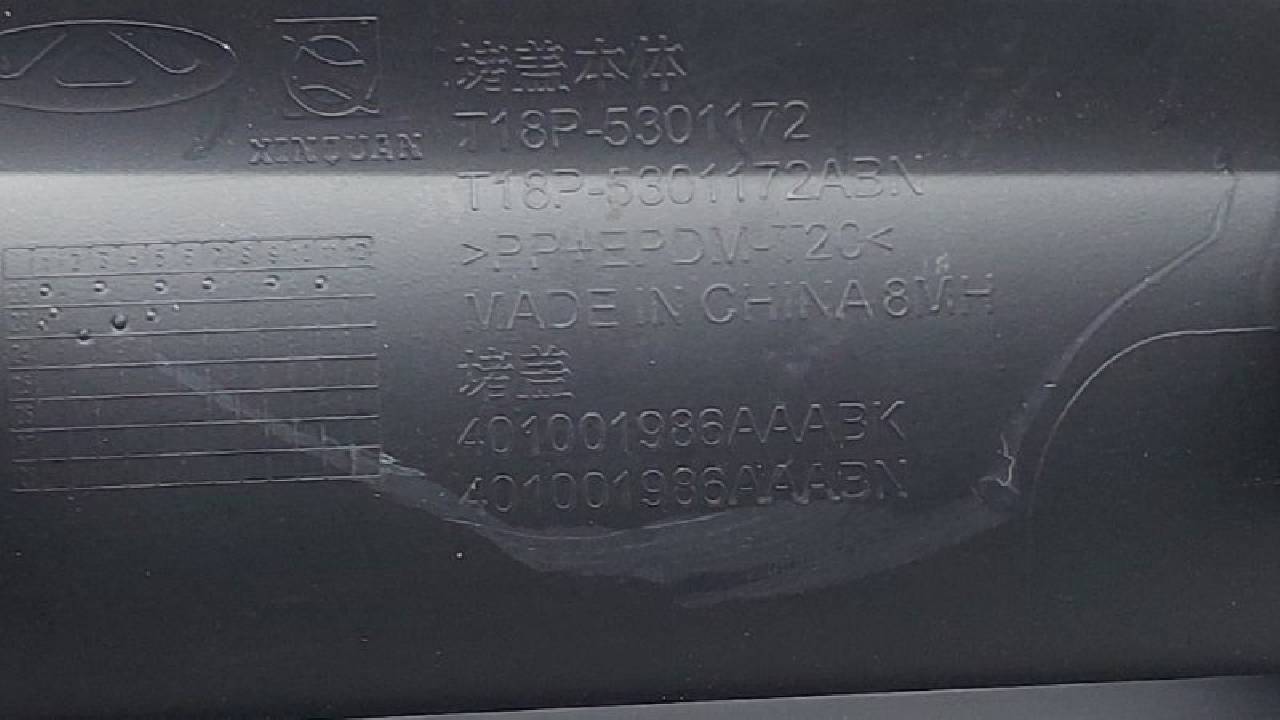 XINQUAN
堵盖本体
T18P-5301172
T18P-5301172ABN
>PP+EPDM-T20<
MADE IN CHINA 8MH
堵盖
401001986AAABK
401001986AAABN